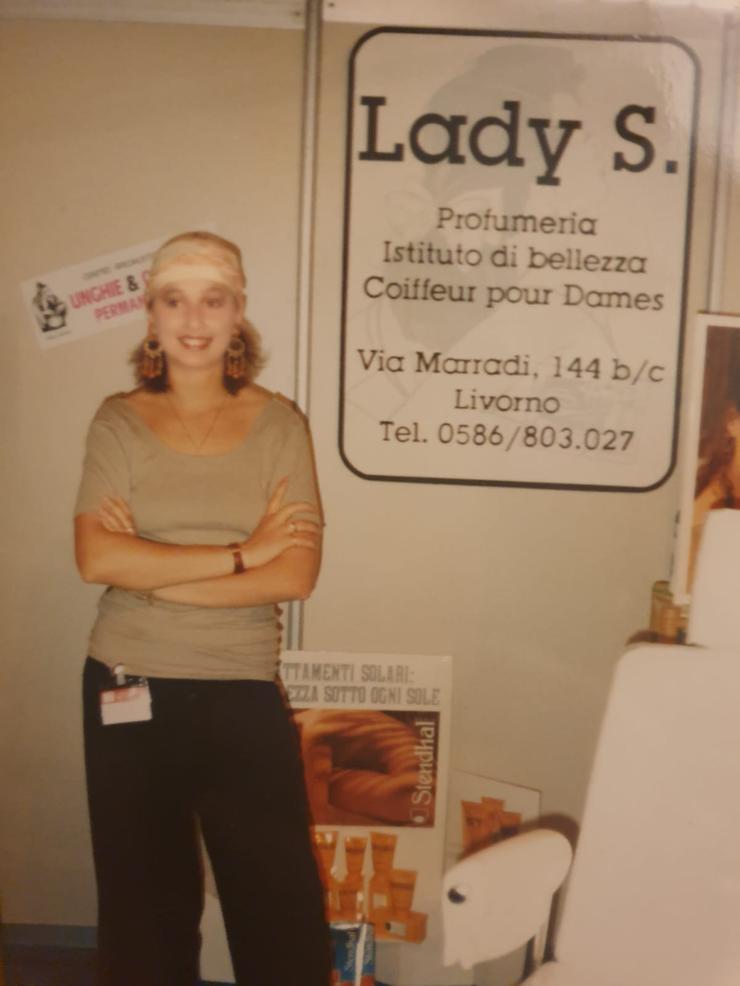 Lady S.
Profumeria
Istituto di bellezza
Coiffeur pour Dames
Via Marradi, 144 b/c
Livorno
Tel. 0586/803.027
UNGHIE &
TTAMENTI SOLARI:
EZZA SOTTO OGNI SOLE
Stendhal
Stendhal